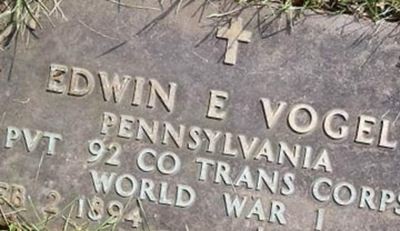 EDWIN E VOGEL
PENNSYLVANIA
PVT 92 CO TRANS CORPS
WORLD WAR I
FEB 2 1894